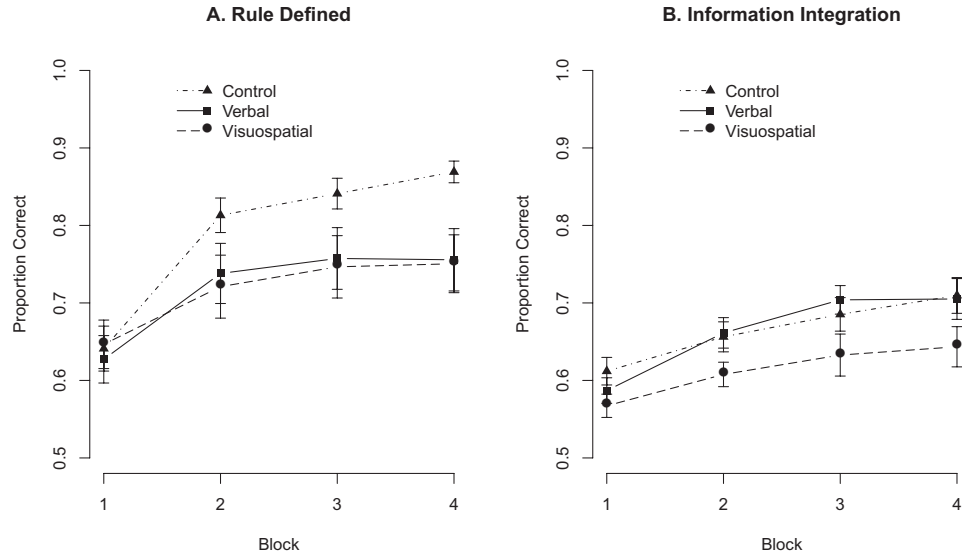 A. Rule Defined
Proportion Correct
1.0
0.9
0.8
0.7
0.6
0.5
Control
Verbal
Visuospatial
1 2 3 4
Block
B. Information Integration
Proportion Correct
1.0
0.9
0.8
0.7
0.6
0.5
Control
Verbal
Visuospatial
1 2 3 4
Block